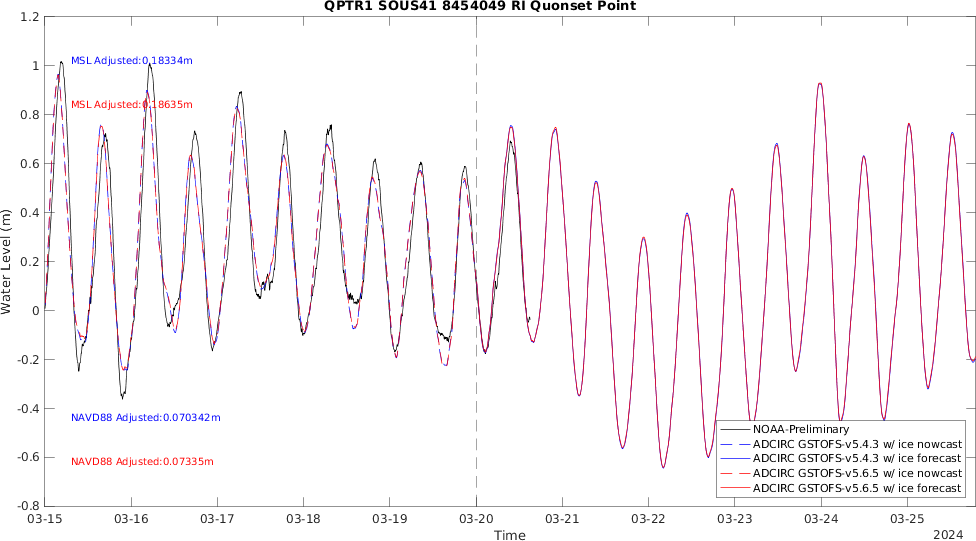 QPTR1 SOUS41 8454049 RI Quonset Point
1.2
1
0.8
0.6
0.4
0.2
0
-0.2
-0.4
-0.6
-0.8
Water Level (m)
MSL Adjusted:0.18334m
MSL Adjusted:0.18635m
NAVD88 Adjusted:0.070342m
NAVD88 Adjusted:0.07335m
NOAA-Preliminary
ADCIRC GSTOFS-v5.4.3 w/ ice nowcast
ADCIRC GSTOFS-v5.4.3 w/ ice forecast
ADCIRC GSTOFS-v5.6.5 w/ ice nowcast
ADCIRC GSTOFS-v5.6.5 w/ ice forecast
03-15 03-16 03-17 03-18 03-19 03-20 03-21 03-22 03-23 03-24 03-25
Time
2024